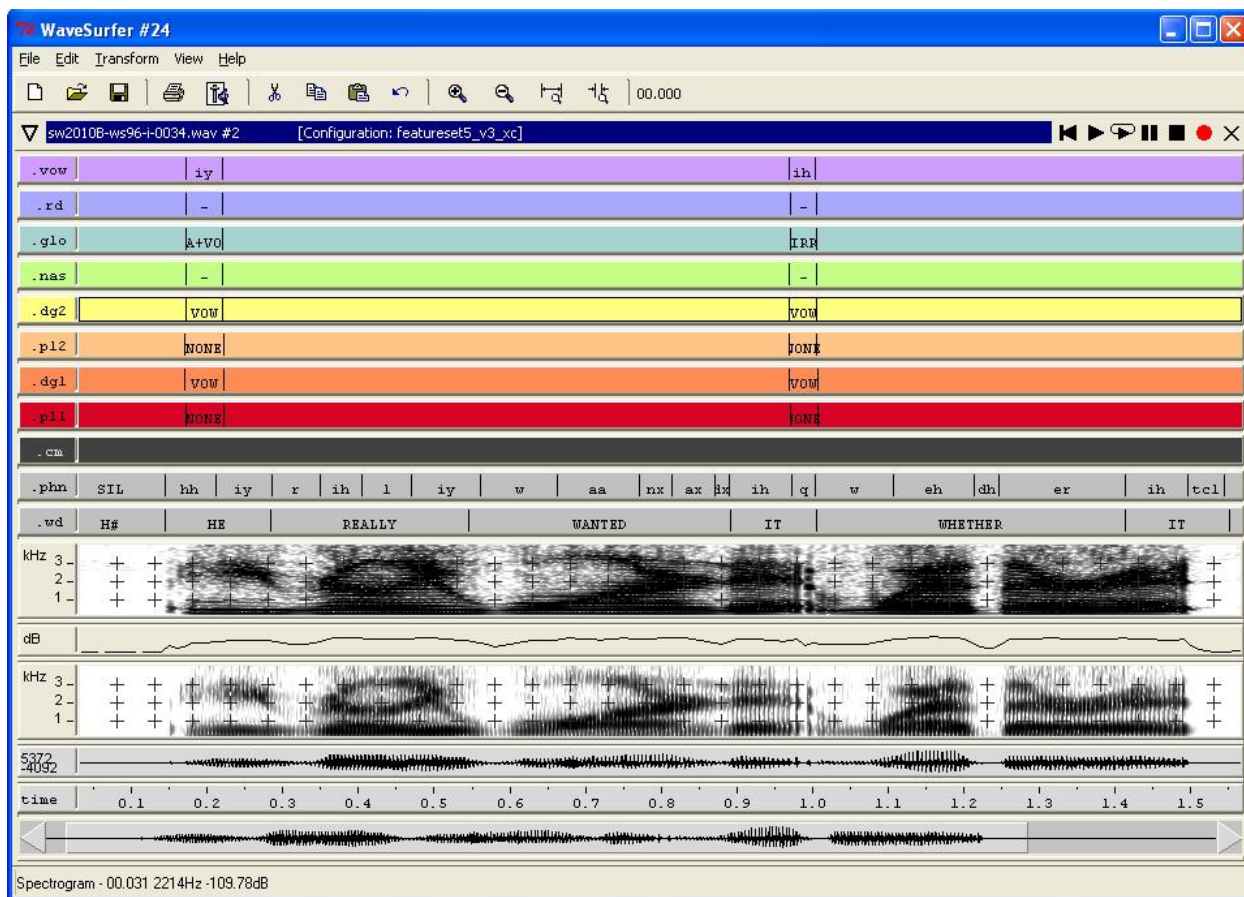 WaveSurfer #24
File Edit Transform View Help
00.000
sw2010B-ws96-i-0034.wav #2 [Configuration: featureset5_v3_xc]
.vow iy ih
.rd - -
.glo A+VO IRR
.nas - -
.dg2 VOW VOW
.pl2 NONE
.dg1 VOW VOW
.pl1 NONE
.cm
.phn SIL hh iy r ih l iy w aa nx ax dx ih q w eh dh er ih tcl
.wd H# HE REALLY WANTED IT WHETHER IT
kHz 3
2
1
dB
kHz 3
2
1
5372
-4092
time 0.1 0.2 0.3 0.4 0.5 0.6 0.7 0.8 0.9 1.0 1.1 1.2 1.3 1.4 1.5
Spectrogram - 00.031 2214Hz -109.78dB